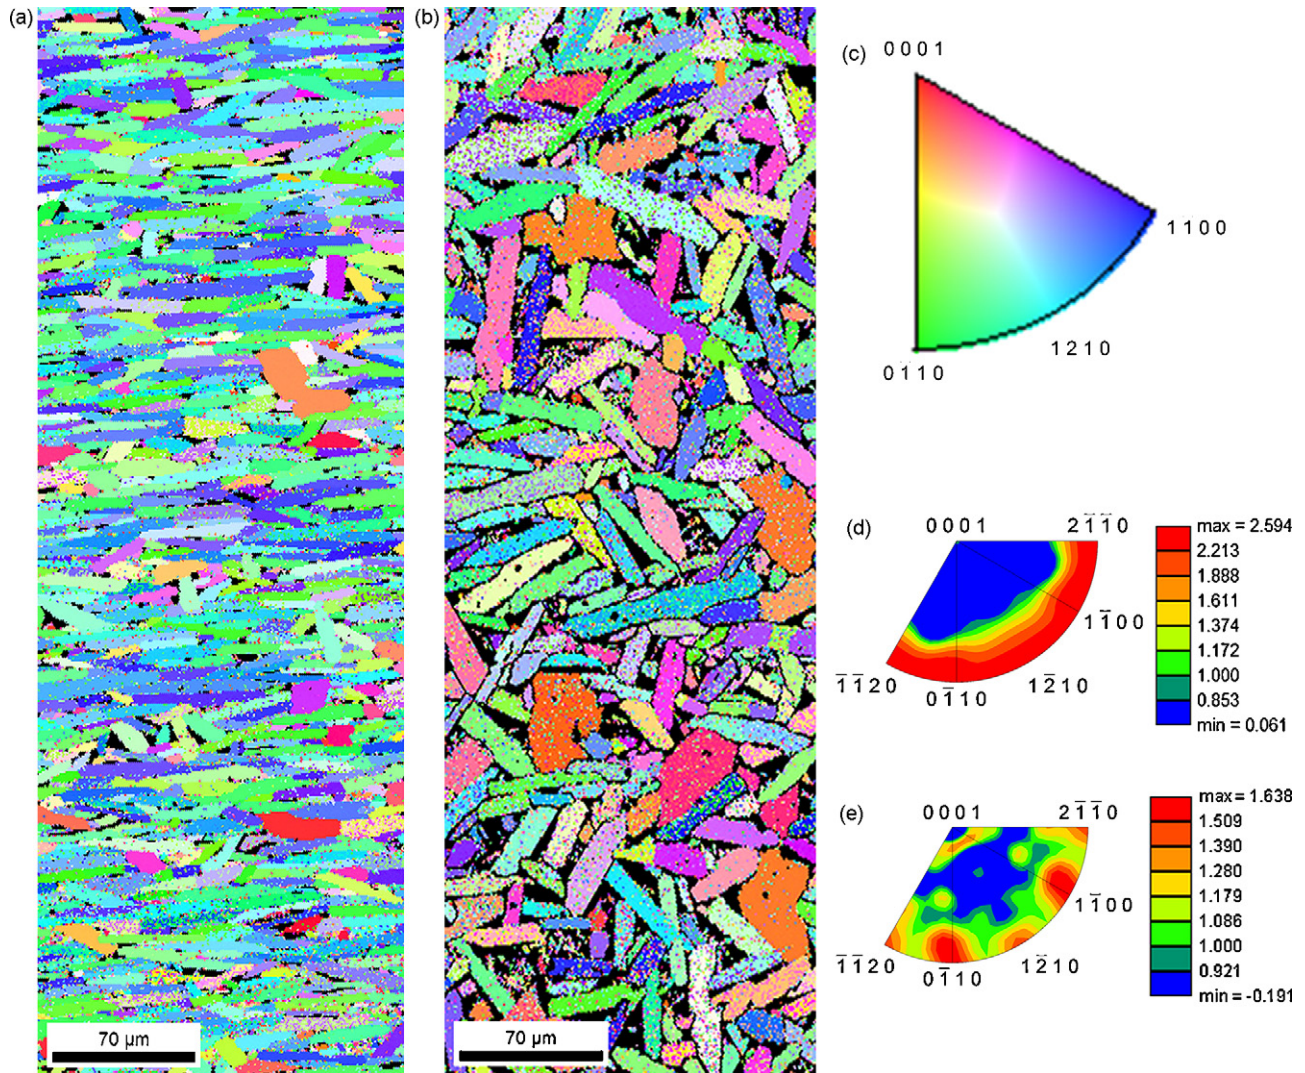 (a)
(b)
(c)
0 0 0 1
1 1 0 0
1 2 1 0
0 1 1 0
(d)
0 0 0 1
2 1̅ 1̅ 0
1 1̅ 0 0
1 2̅ 1 0
0 1̅ 1 0
1̅ 1̅ 2 0
max = 2.594
2.213
1.888
1.611
1.374
1.172
1.000
0.853
min = 0.061
(e)
0 0 0 1
2 1̅ 1̅ 0
1 1̅ 0 0
1 2̅ 1 0
0 1̅ 1 0
1̅ 1̅ 2 0
max = 1.638
1.509
1.390
1.280
1.179
1.086
1.000
0.921
min = -0.191
70 µm
70 µm